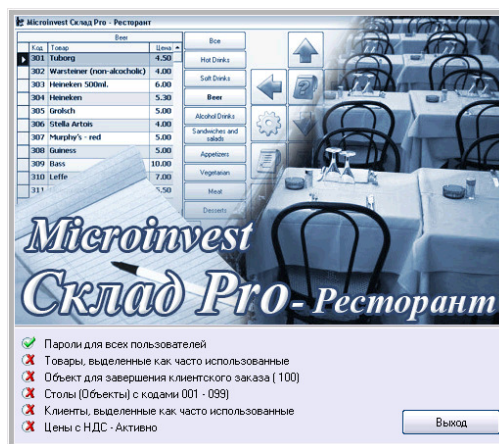 Microinvest Склад Pro - Ресторант
Beer
Код Товар Цена
301 Tuborg 4.50
302 Warsteiner (non-alcocholic) 4.00
303 Heineken 500ml. 6.00
304 Heineken 5.30
305 Grolsch 5.00
306 Stella Artois 4.00
307 Murphy's - red 5.00
308 Guiness 5.00
309 Bass 10.00
310 Leffe 7.00
311 5.50
Все
Hot Drinks
Soft Drinks
Beer
Alcohol Drinks
Sandwiches and
salads
Appetizers
Vegetarian
Meat
Desserts
Microinvest
Склад Pro - Ресторант
Пароли для всех пользователей
Товары, выделенные как часто использованные
Объект для завершения клиентского заказа ( 100)
Столы (Объекты) с кодами 001 - 099)
Клиенты, выделенные как часто использованные
Цены с НДС - Активно
Выход